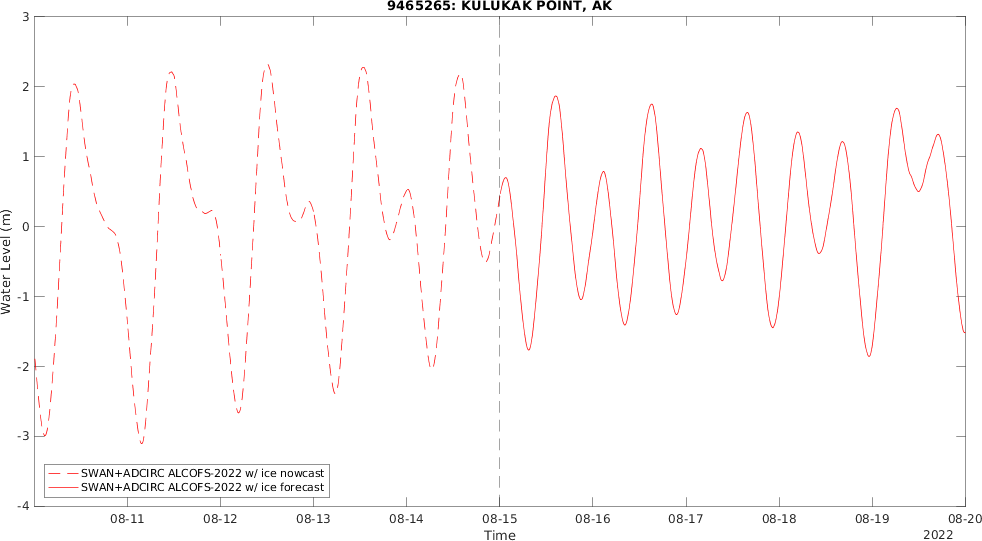 9465265: KULUKAK POINT, AK
3
2
1
0
-1
-2
-3
-4
Water Level (m)
SWAN+ADCIRC ALCOFS-2022 w/ ice nowcast
SWAN+ADCIRC ALCOFS-2022 w/ ice forecast
08-11 08-12 08-13 08-14 08-15 08-16 08-17 08-18 08-19 08-20
Time
2022